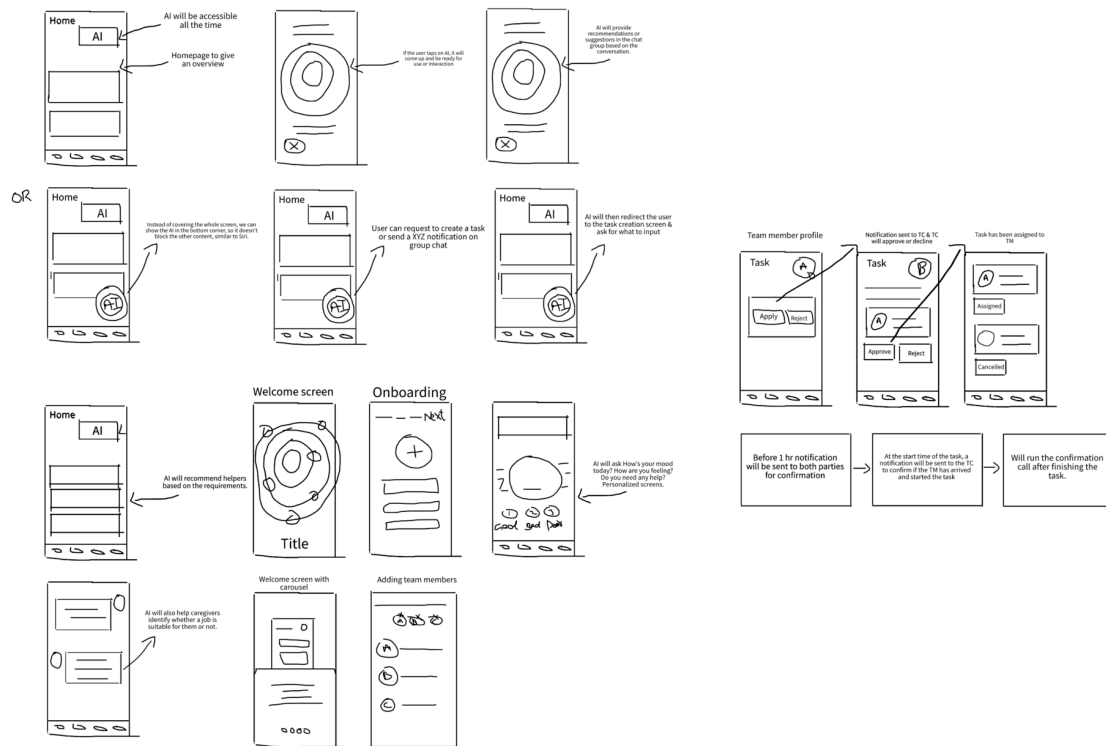 Home
AI
AI will be accessible
all the time
Homepage to give
an overview
If the user taps on AI, it will
come up and be ready for
use or interaction
X
AI will provide
recommendations or
suggestions in the chat
group based on the
conversation.
X
OR
Home
AI
AI
Instead of covering the whole screen, we can
show the AI in the bottom corner, so it doesn't
block the other content, similar to Siri.
Home
AI
AI
User can request to create a task
or send a XYZ notification on
group chat
Home
AI
AI
AI will then redirect the user
to the task creation screen &
ask for what to input
Team member profile
Task
A
Apply
Reject
Notification sent to TC & TC
will approve or decline
Task
B
A
Approve
Reject
Task has been assigned to
TM
A
Assigned
Cancelled
Home
AI
AI will recommend helpers
based on the requirements.
Welcome screen
Title
Onboarding
Next
+
AI will ask How's your mood
today? How are you feeling?
Do you need any help?
Personalized screens.
1 2 3
Good Bad
Before 1 hr notification
will be sent to both parties
for confirmation
At the start time of the task, a
notification will be sent to the TC
to confirm if the TM has arrived
and started the task
Will run the confirmation
call after finishing the
task.
AI will also help caregivers
identify whether a job is
suitable for them or not.
Welcome screen with
carousel
Adding team members
A
B
C